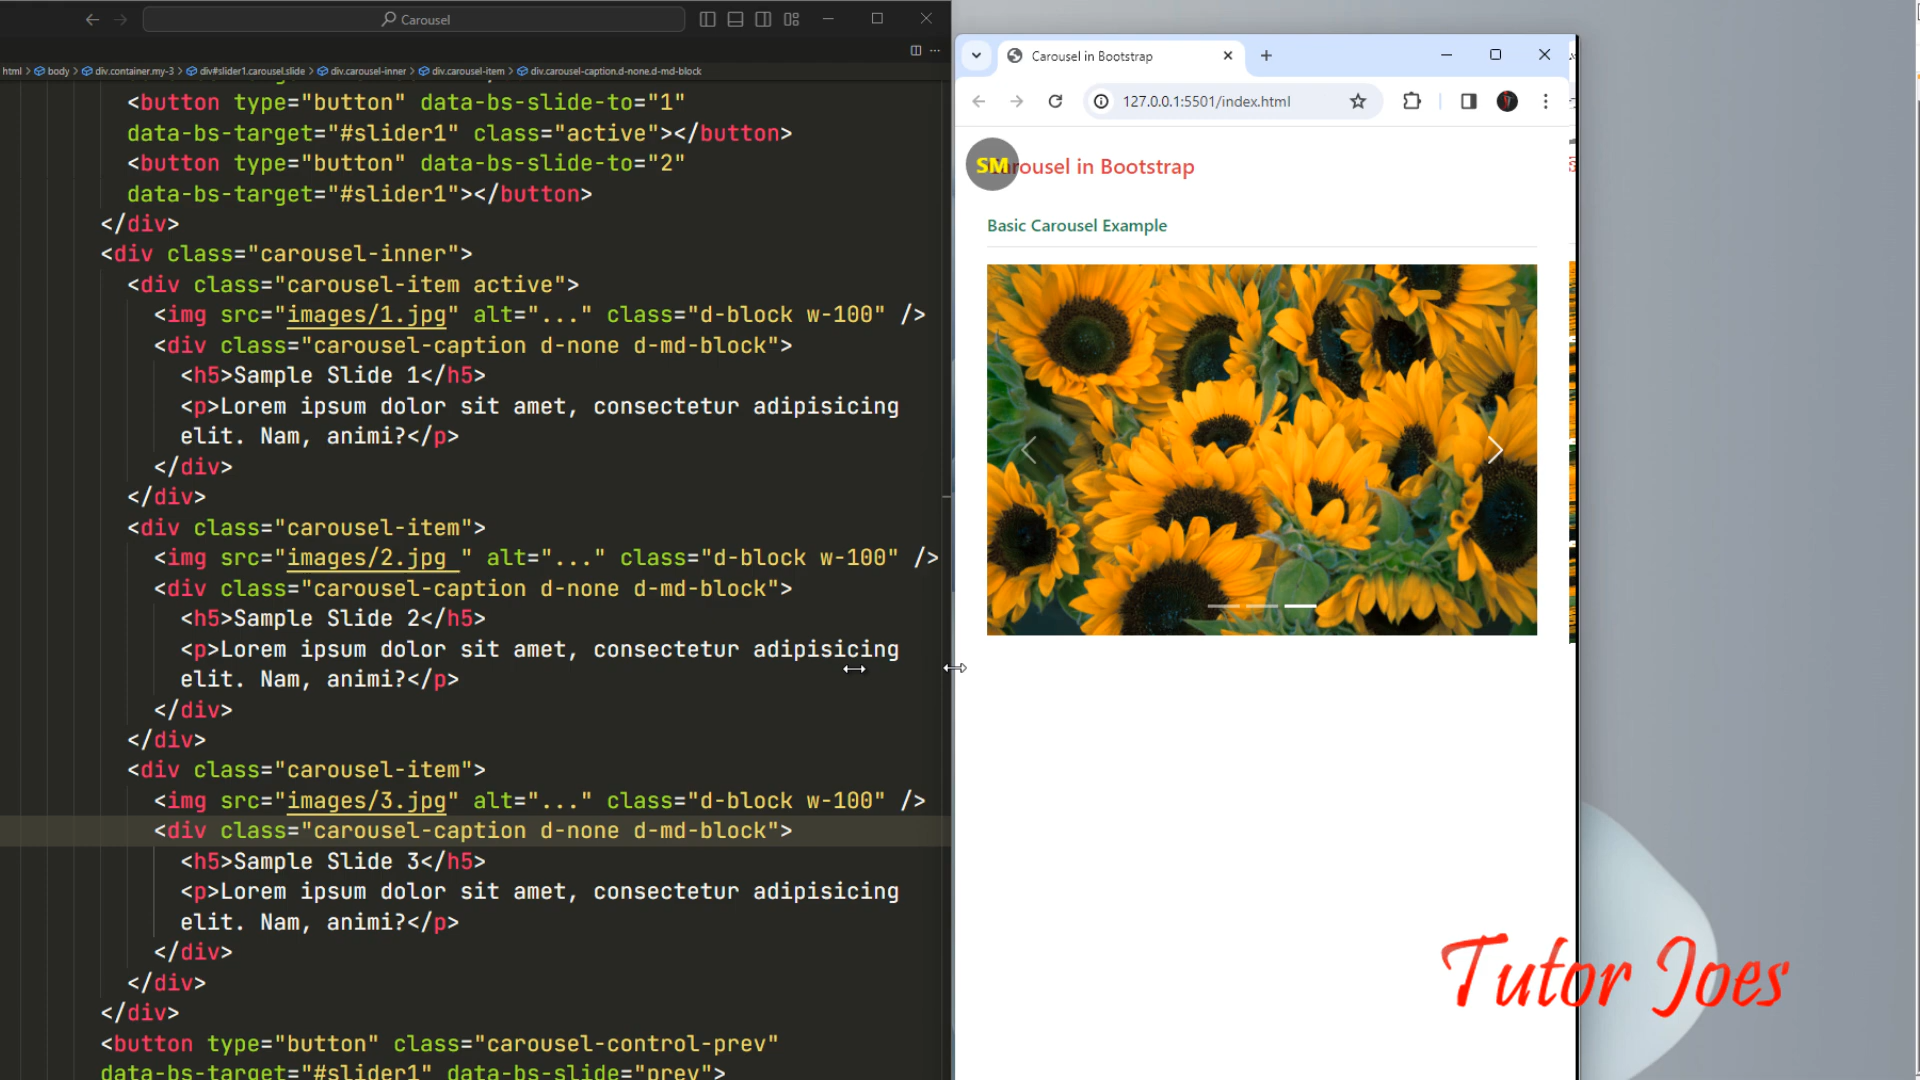 Carousel
html
body
div.container.my-3
div#slider1.carousel.slide
div.carousel-inner
div.carousel-item
div.carousel-caption.d-none.d-md-block
<button type="button" data-bs-slide-to="1"
data-bs-target="#slider1" class="active"></button>
<button type="button" data-bs-slide-to="2"
data-bs-target="#slider1"></button>
</div>
<div class="carousel-inner">
<div class="carousel-item active">
<img src="images/1.jpg" alt="..." class="d-block w-100" />
<div class="carousel-caption d-none d-md-block">
<h5>Sample Slide 1</h5>
<p>Lorem ipsum dolor sit amet, consectetur adipisicing
elit. Nam, animi?</p>
</div>
</div>
<div class="carousel-item">
<img src="images/2.jpg " alt="..." class="d-block w-100" />
<div class="carousel-caption d-none d-md-block">
<h5>Sample Slide 2</h5>
<p>Lorem ipsum dolor sit amet, consectetur adipisicing
elit. Nam, animi?</p>
</div>
</div>
<div class="carousel-item">
<img src="images/3.jpg" alt="..." class="d-block w-100" />
<div class="carousel-caption d-none d-md-block">
<h5>Sample Slide 3</h5>
<p>Lorem ipsum dolor sit amet, consectetur adipisicing
elit. Nam, animi?</p>
</div>
</div>
</div>
<button type="button" class="carousel-control-prev"
data-bs-target="#slider1" data-bs-slide="prev">
Carousel in Bootstrap
127.0.0.1:5501/index.html
SM
rousel in Bootstrap
Basic Carousel Example
Tutor Joes